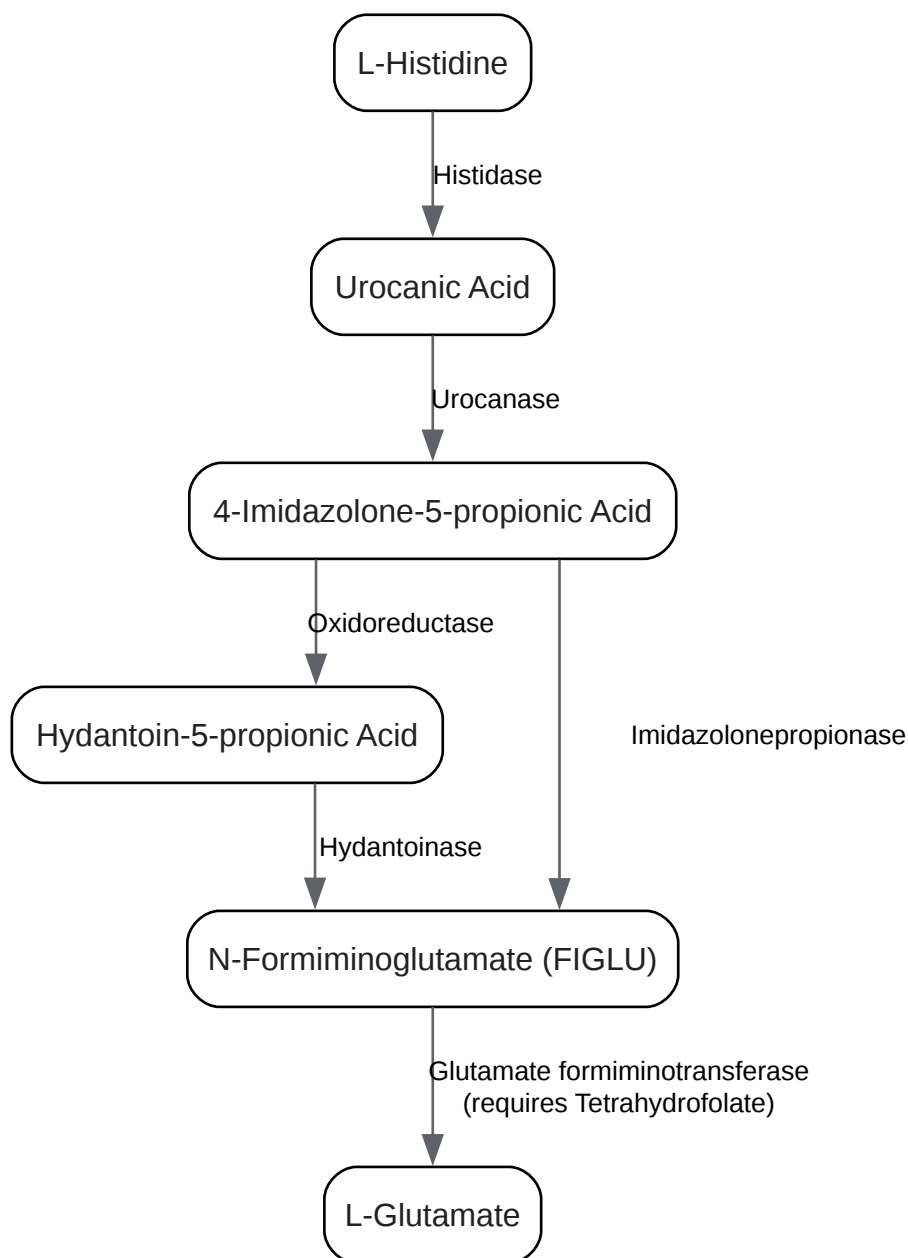 L-Histidine
Histidase
Urocanic Acid
Urocanase
4-Imidazolone-5-propionic Acid
Oxidoreductase
Hydantoin-5-propionic Acid
Imidazolonepropionase
Hydantoinase
N-Formiminoglutamate (FIGLU)
Glutamate formiminotransferase
(requires Tetrahydrofolate)
L-Glutamate